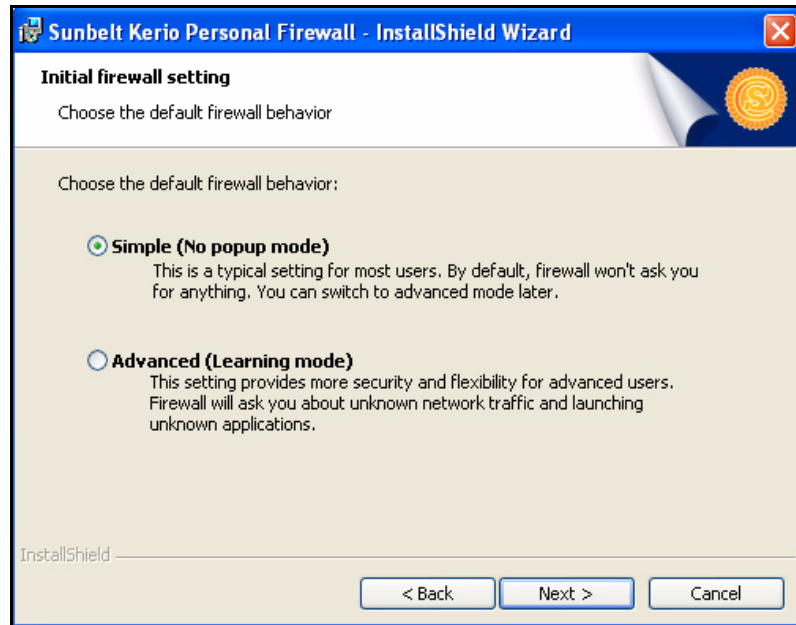 Sunbelt Kerio Personal Firewall - InstallShield Wizard
Initial firewall setting
Choose the default firewall behavior
S
Choose the default firewall behavior:
Simple (No popup mode)
This is a typical setting for most users. By default, firewall won't ask you
for anything. You can switch to advanced mode later.
Advanced (Learning mode)
This setting provides more security and flexibility for advanced users.
Firewall will ask you about unknown network traffic and launching
unknown applications.
InstallShield
< Back
Next >
Cancel